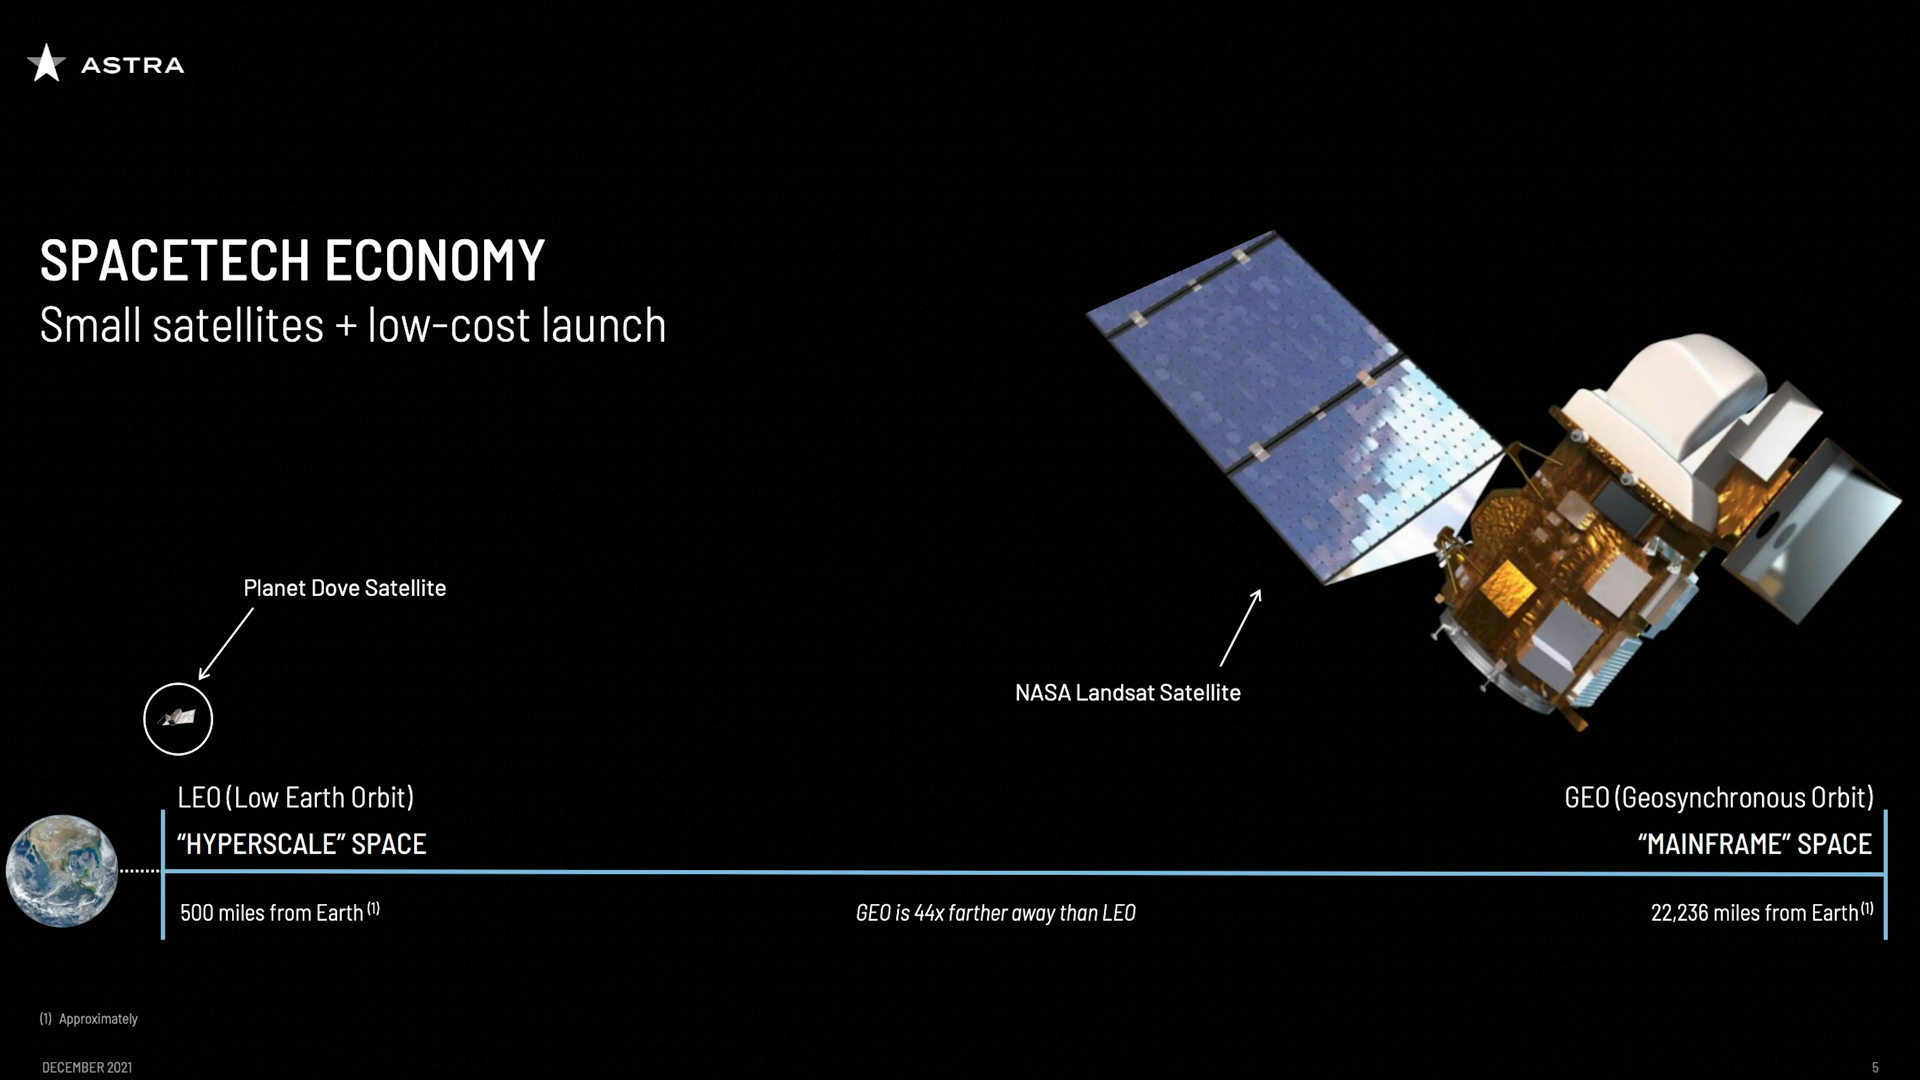 ASTRA
SPACETECH ECONOMY
Small satellites + low-cost launch
Planet Dove Satellite
NASA Landsat Satellite
LEO (Low Earth Orbit)
“HYPERSCALE” SPACE
GEO (Geosynchronous Orbit)
“MAINFRAME” SPACE
500 miles from Earth (1)
GEO is 44x farther away than LEO
22,236 miles from Earth (1)
(1) Approximately
DECEMBER 2021
5